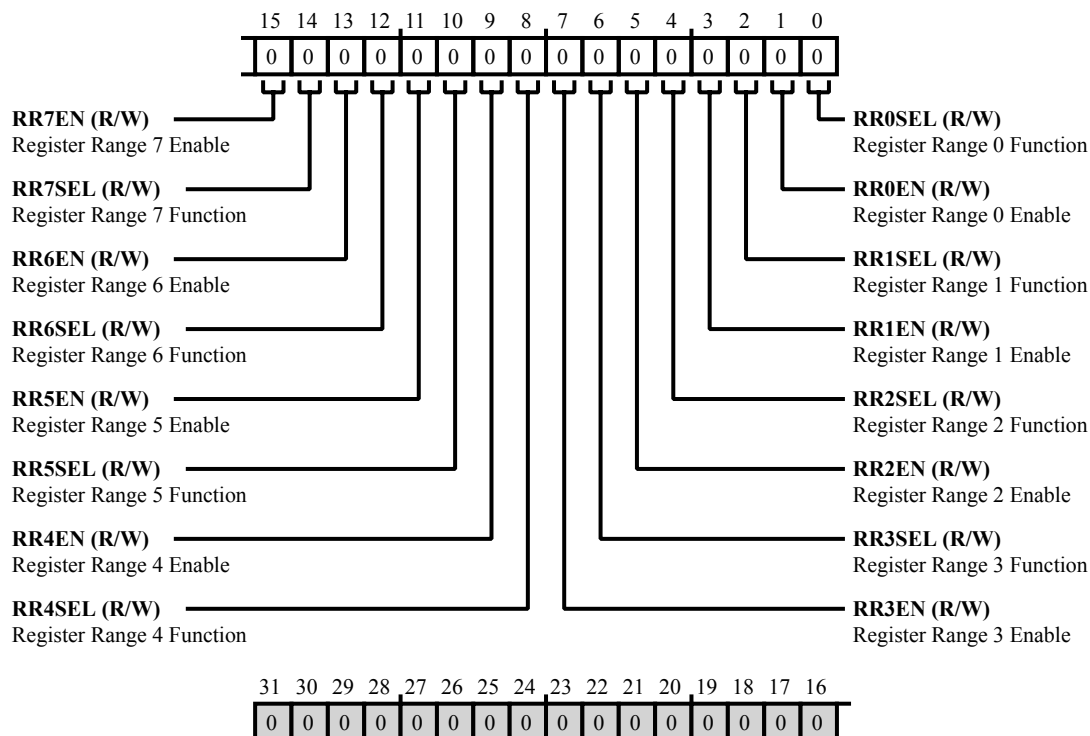 15 14 13 12 11 10 9 8 7 6 5 4 3 2 1 0
0 0 0 0 0 0 0 0 0 0 0 0 0 0 0 0
RR7EN (R/W)
Register Range 7 Enable
RR7SEL (R/W)
Register Range 7 Function
RR6EN (R/W)
Register Range 6 Enable
RR6SEL (R/W)
Register Range 6 Function
RR5EN (R/W)
Register Range 5 Enable
RR5SEL (R/W)
Register Range 5 Function
RR4EN (R/W)
Register Range 4 Enable
RR4SEL (R/W)
Register Range 4 Function
RR0SEL (R/W)
Register Range 0 Function
RR0EN (R/W)
Register Range 0 Enable
RR1SEL (R/W)
Register Range 1 Function
RR1EN (R/W)
Register Range 1 Enable
RR2SEL (R/W)
Register Range 2 Function
RR2EN (R/W)
Register Range 2 Enable
RR3SEL (R/W)
Register Range 3 Function
RR3EN (R/W)
Register Range 3 Enable
31 30 29 28 27 26 25 24 23 22 21 20 19 18 17 16
0 0 0 0 0 0 0 0 0 0 0 0 0 0 0 0